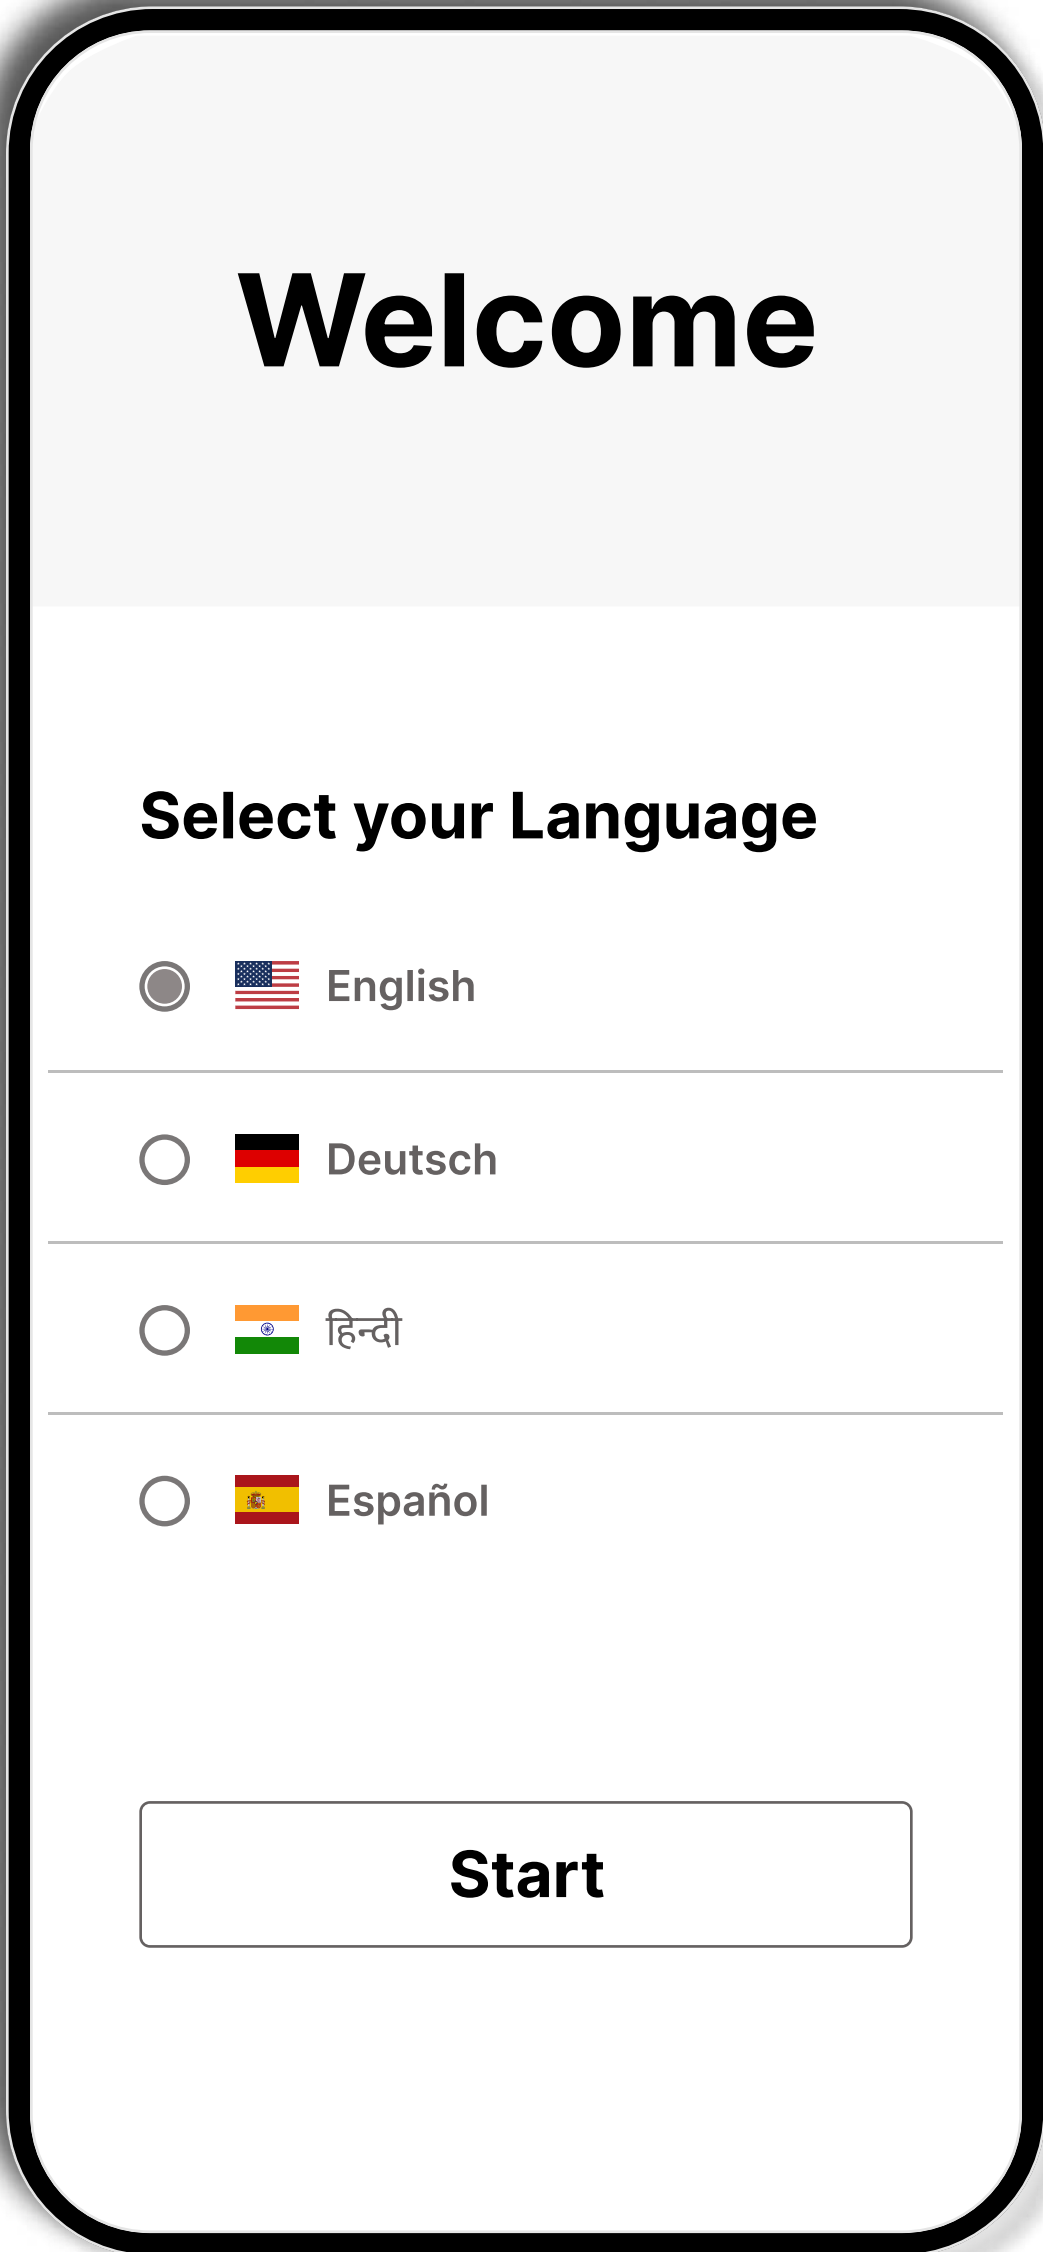 Welcome
Select your Language
English
Deutsch
हिन्दी
Español
Start